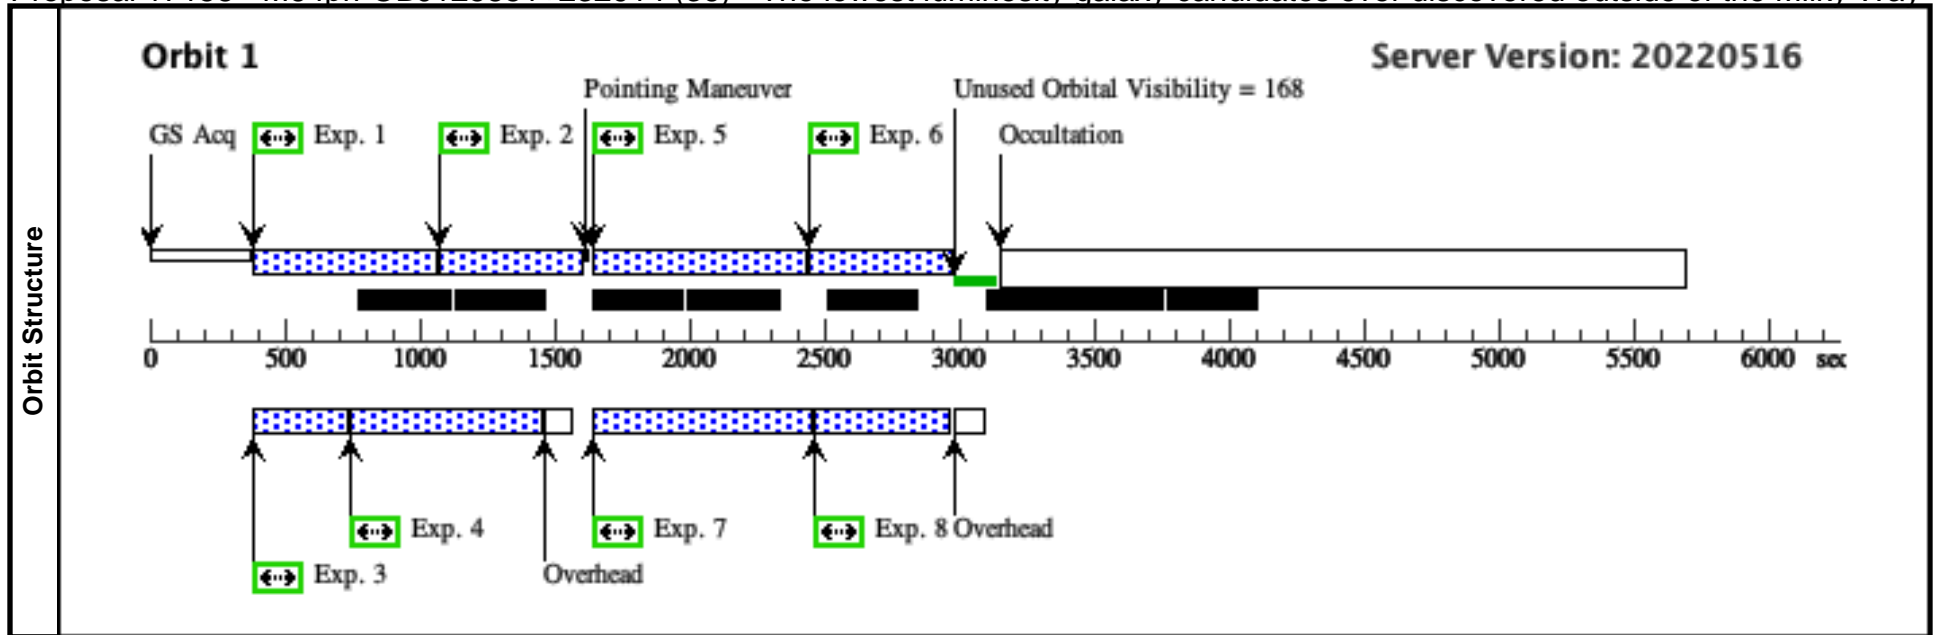 Orbit Structure
Orbit 1
Server Version: 20220516
Pointing Maneuver
Unused Orbital Visibility = 168
GS Acq
Exp. 1
Exp. 2
Exp. 5
Exp. 6
Occultation
0 500 1000 1500 2000 2500 3000 3500 4000 4500 5000 5500 6000 sec
Exp. 4
Exp. 7
Exp. 8
Overhead
Exp. 3
Overhead